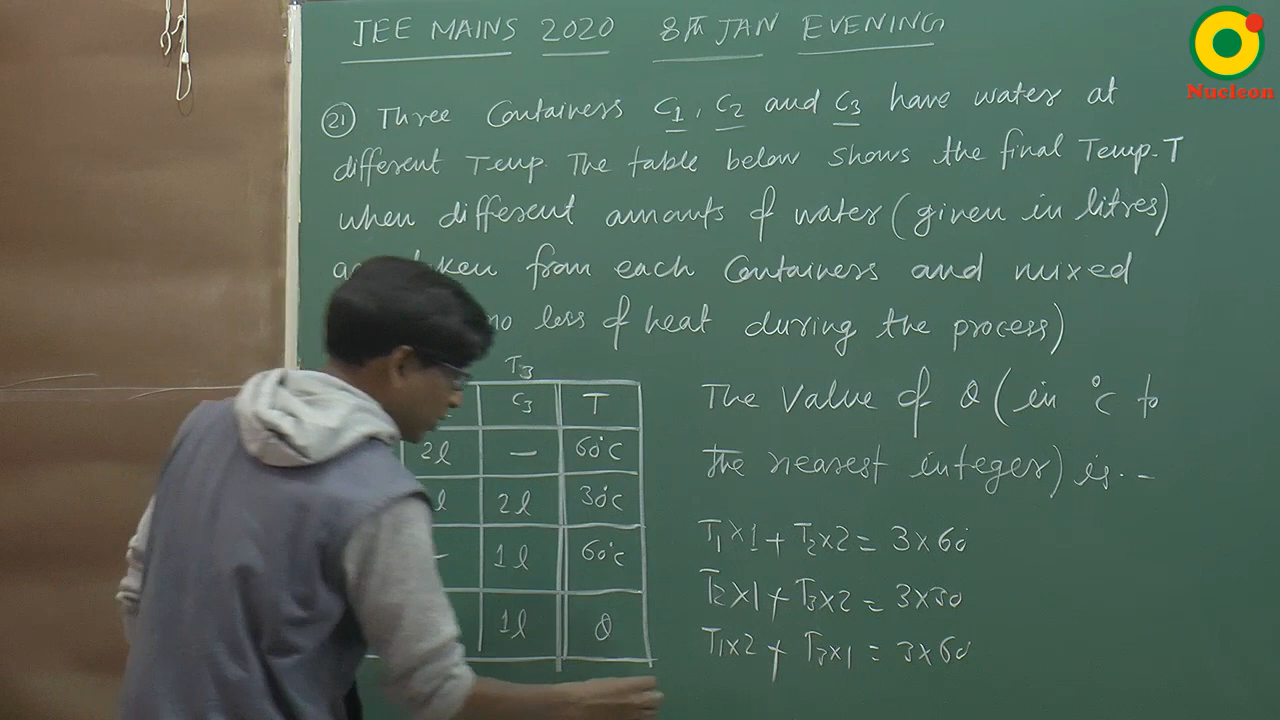 JEE MAINS 2020 8Th JAN EVENING
Nucleon
(21) Three Containers C1, C2 and C3 have water at
different Temp. The table below shows the final Temp. T
when different amounts of water (given in litres)
from each Containers and mixed
no loss of heat during the process)
T3
C3 T
2l — 60°C
l 2l 30°C
- 1l 60°C
1l θ
The Value of θ (in °C to
the nearest integer) is...
T1×1 + T2×2 = 3×60
T2×1 + T3×2 = 3×30
T1×2 + T3×1 = 3×60